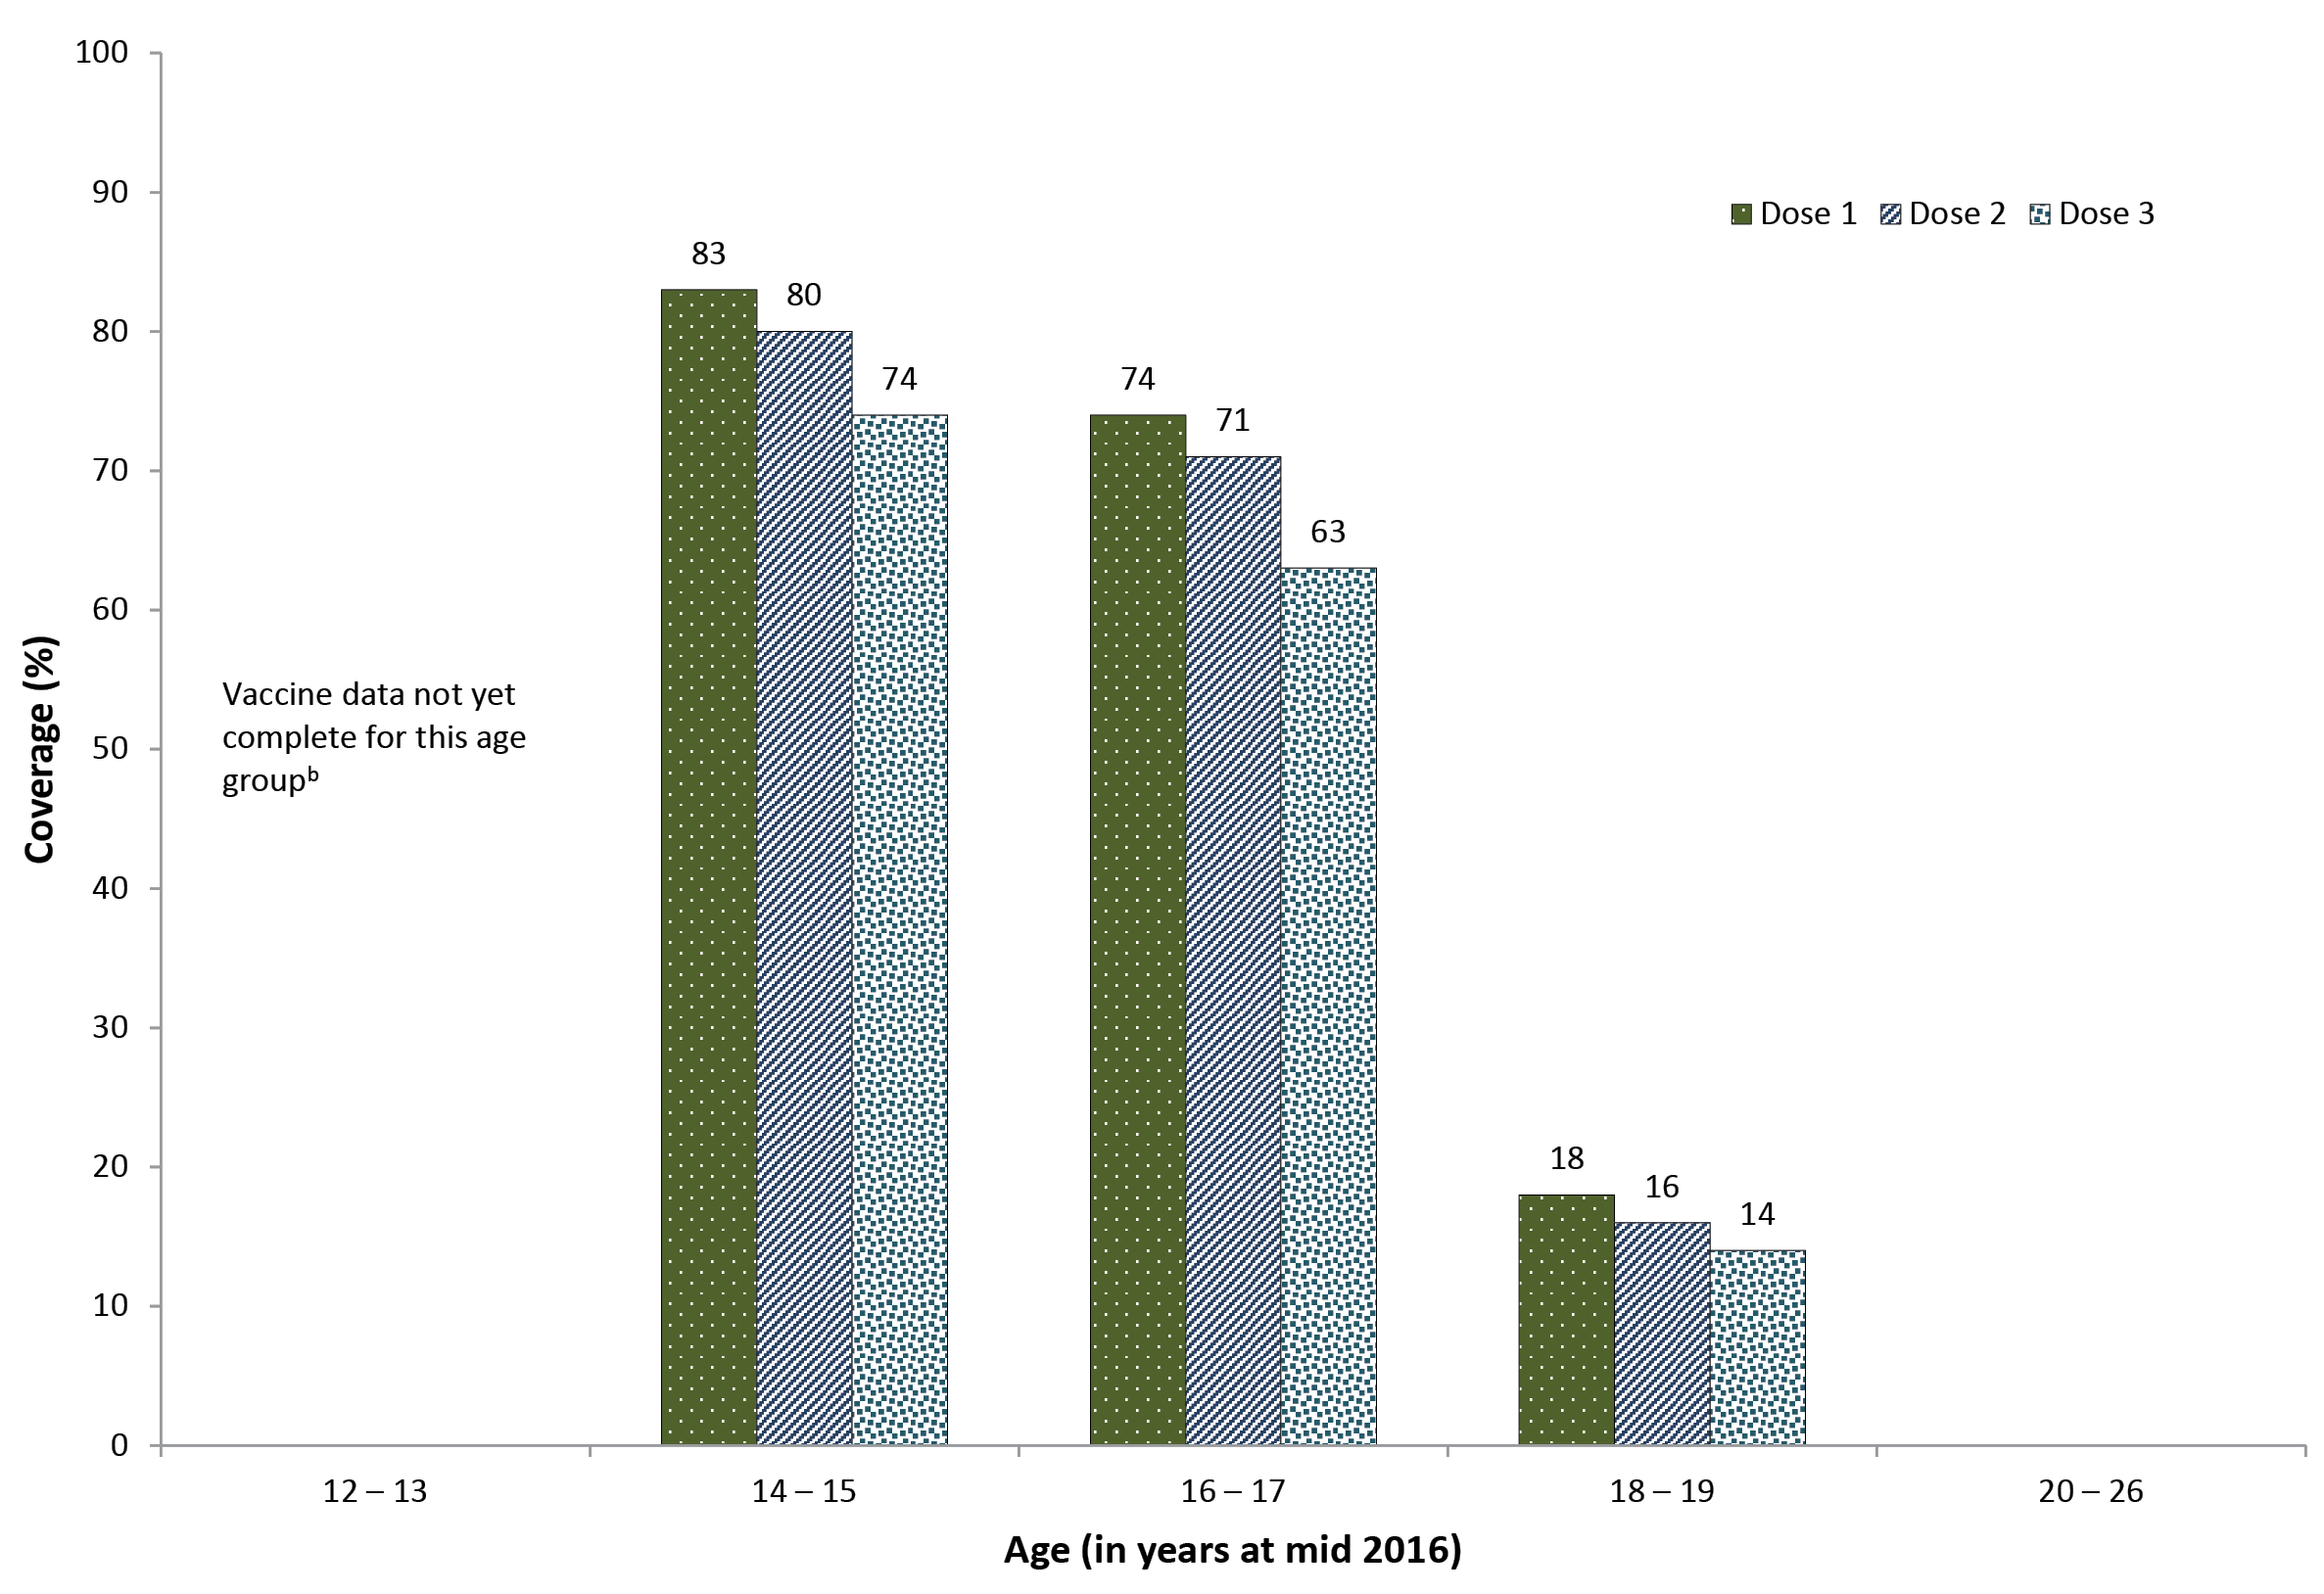 100
90
80
70
60
50
40
30
20
10
0
Coverage (%)
Dose 1 Dose 2 Dose 3
83
80
74
74
71
63
18
16
14
Vaccine data not yet
complete for this age
groupᵇ
12 – 13 14 – 15 16 – 17 18 – 19 20 – 26
Age (in years at mid 2016)